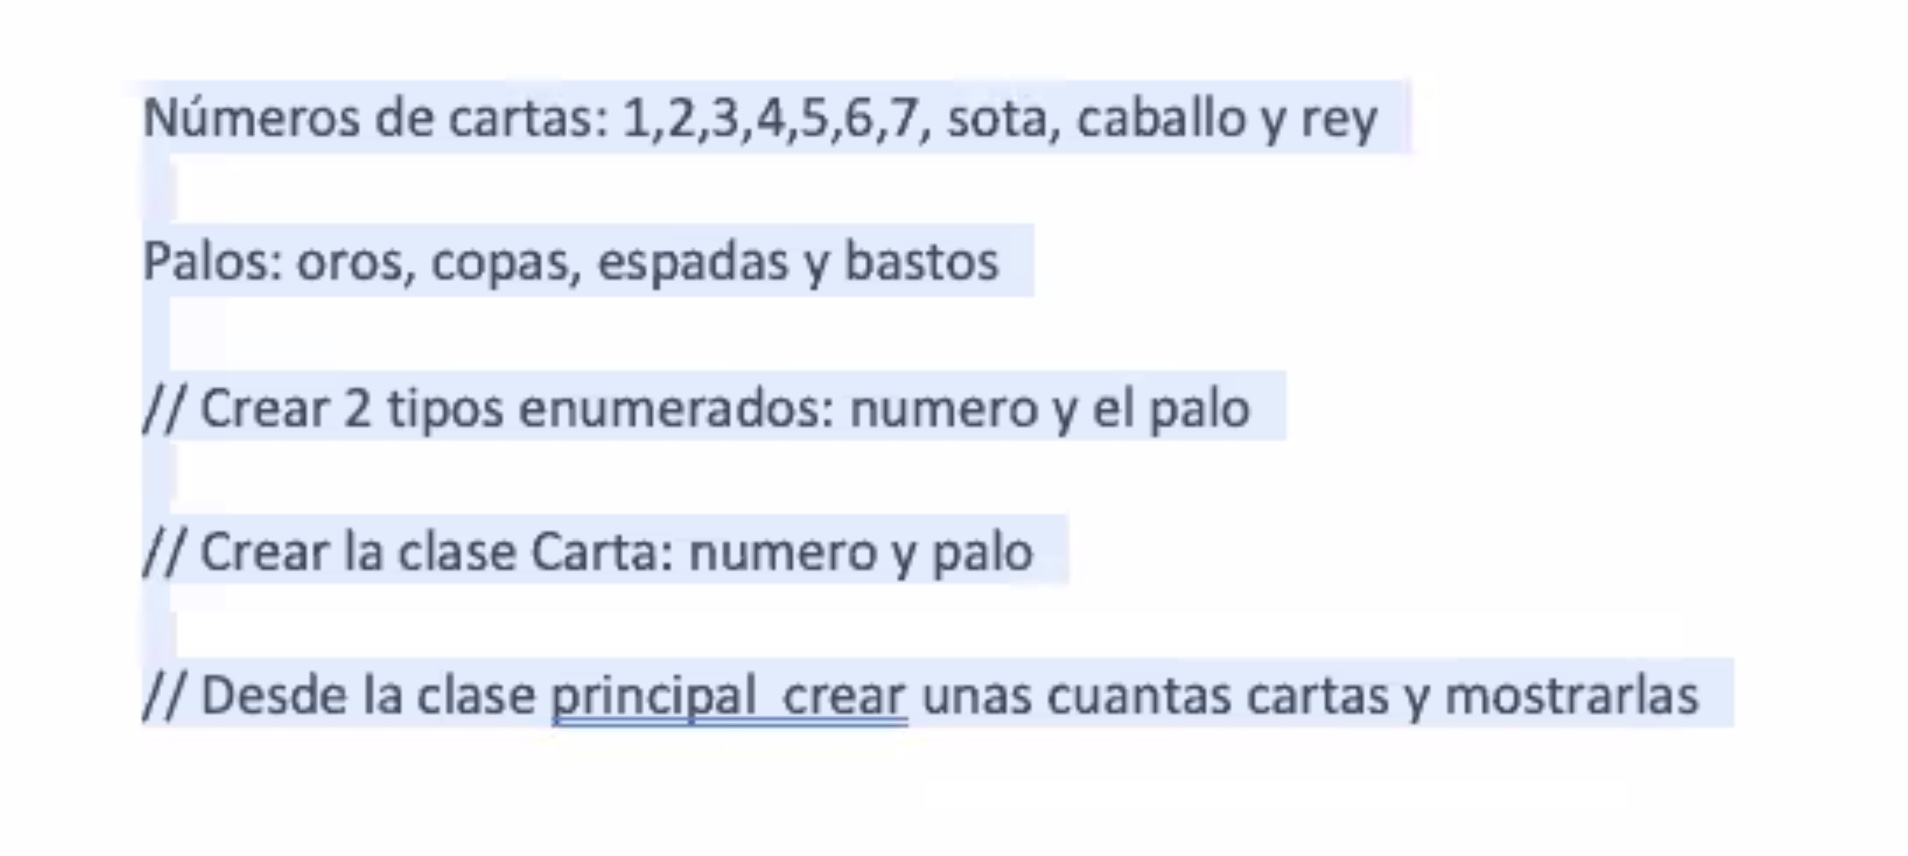 Números de cartas: 1,2,3,4,5,6,7, sota, caballo y rey
Palos: oros, copas, espadas y bastos
// Crear 2 tipos enumerados: numero y el palo
// Crear la clase Carta: numero y palo
// Desde la clase principal  crear unas cuantas cartas y mostrarlas